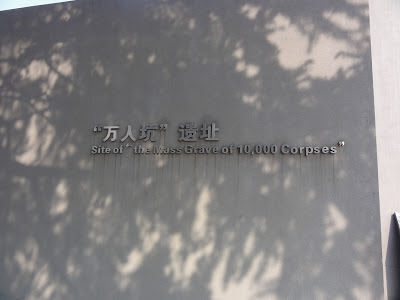 “万人坑”遗址
Site of “the Mass Grave of 10,000 Corpses”